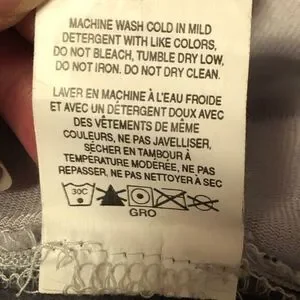 MACHINE WASH COLD IN MILD
DETERGENT WITH LIKE COLORS,
DO NOT BLEACH, TUMBLE DRY LOW,
DO NOT IRON. DO NOT DRY CLEAN.
LAVER EN MACHINE À L'EAU FROIDE
ET AVEC UN DÉTERGENT DOUX AVEC
DES VÊTEMENTS DE MÊME
COULEURS, NE PAS JAVELLISER,
SÉCHER EN TAMBOUR À
TEMPÉRATURE MODÉRÉE, NE PAS
REPASSER, NE PAS NETTOYER À SEC
30C
GRO